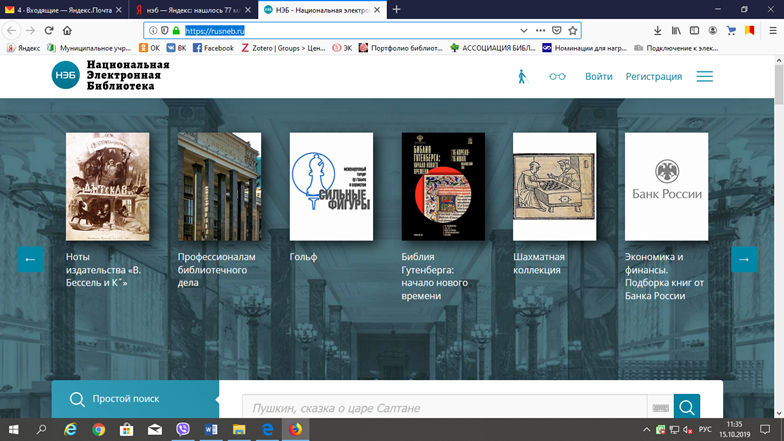 4 · Входящие — Яндекс.Почта
нэб — Яндекс: нашлось 77 мл
НЭБ - Национальная электрон
https://rusneb.ru
Яндекс
Муниципальное учр...
ОК
ВК
Facebook
Zotero | Groups > Цен...
ЭК
Портфолио библиот...
АССОЦИАЦИЯ БИБЛ...
Номинации для нагр...
Подключение к элек...
НЭБ
Национальная
Электронная
Библиотека
Войти
Регистрация
ДѢТСКАЯ
СИЛЬНЫЕ
ФИГУРЫ
БИБЛИЯ
ГУТЕНБЕРГА:
НАЧАЛО НОВОГО
ВРЕМЕНИ
Банк России
Ноты
издательства «В.
Бессель и К˚»
Профессионалам
библиотечного
дела
Гольф
Библия
Гутенберга:
начало нового
времени
Шахматная
коллекция
Экономика и
финансы.
Подборка книг от
Банка России
Простой поиск
Пушкин, сказка о царе Салтане
РУС
11:35
15.10.2019